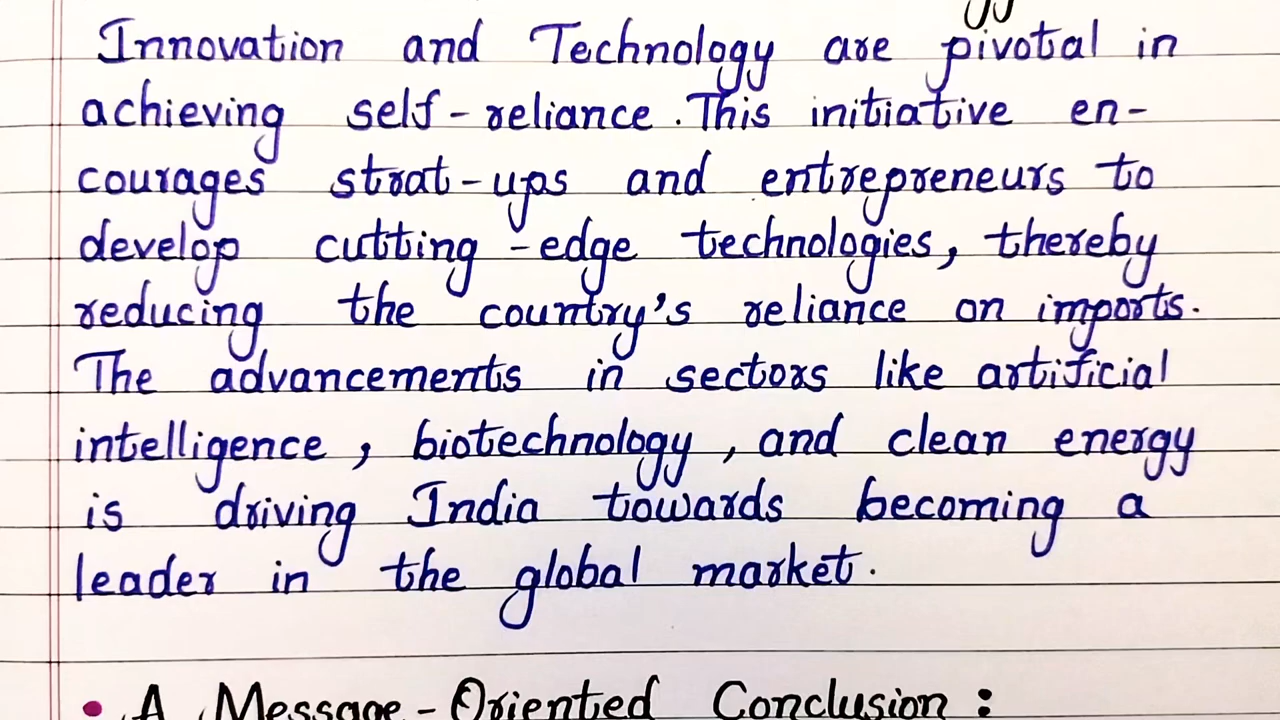 Innovation and Technology are pivotal in
achieving self-reliance. This initiative en-
courages strat-ups and entrepreneurs to
develop cutting-edge technologies, thereby
reducing the country's reliance on imports.
The advancements in sectors like artificial
intelligence, biotechnology, and clean energy
is driving India towards becoming a
leader in the global market.
• A Message-Oriented Conclusion: